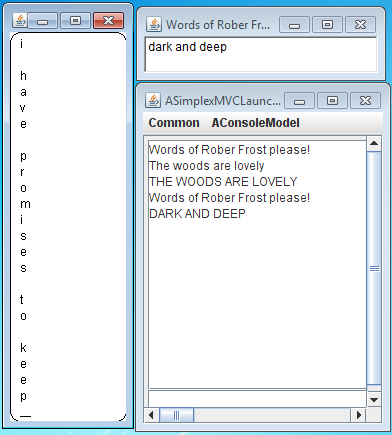 i
h
a
v
e
p
r
o
m
i
s
e
s
t
o
k
e
e
p
Words of Rober Fr...
dark and deep
ASimplexMVCLaunc...
Common AConsoleModel
Words of Rober Frost please!
The woods are lovely
THE WOODS ARE LOVELY
Words of Rober Frost please!
DARK AND DEEP